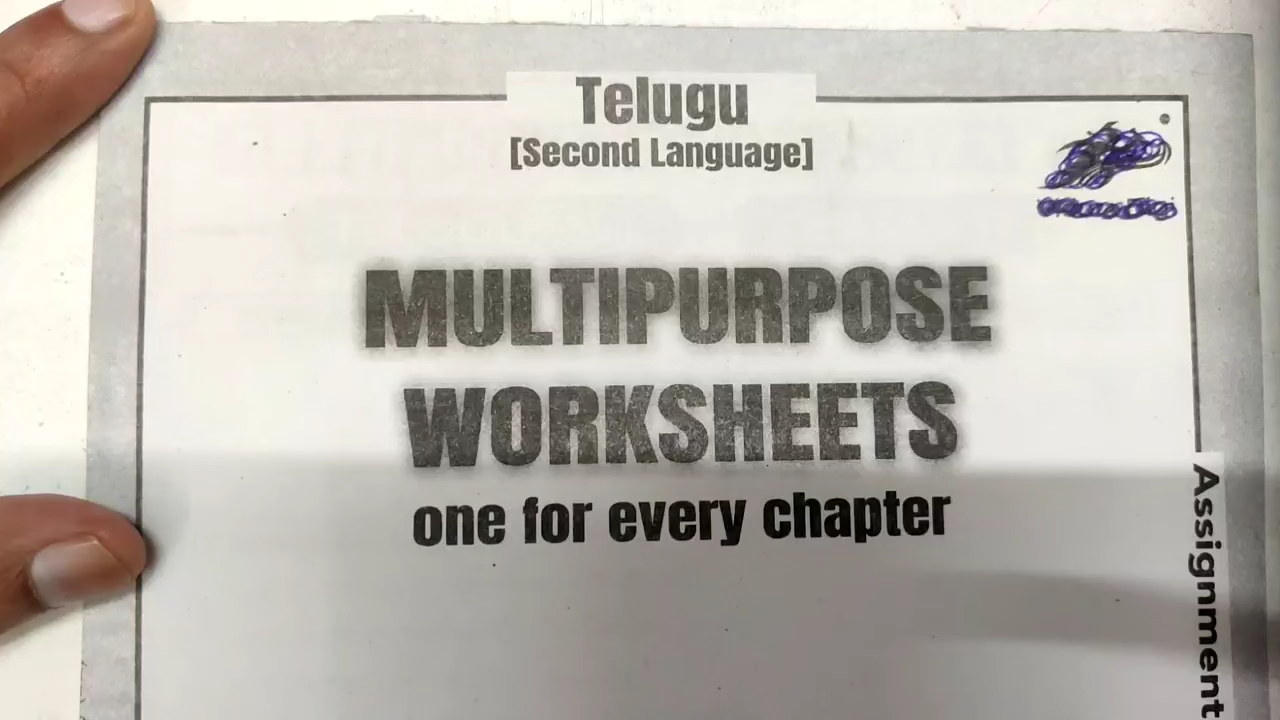 Telugu
[Second Language]
MULTIPURPOSE
WORKSHEETS
one for every chapter
Assignment